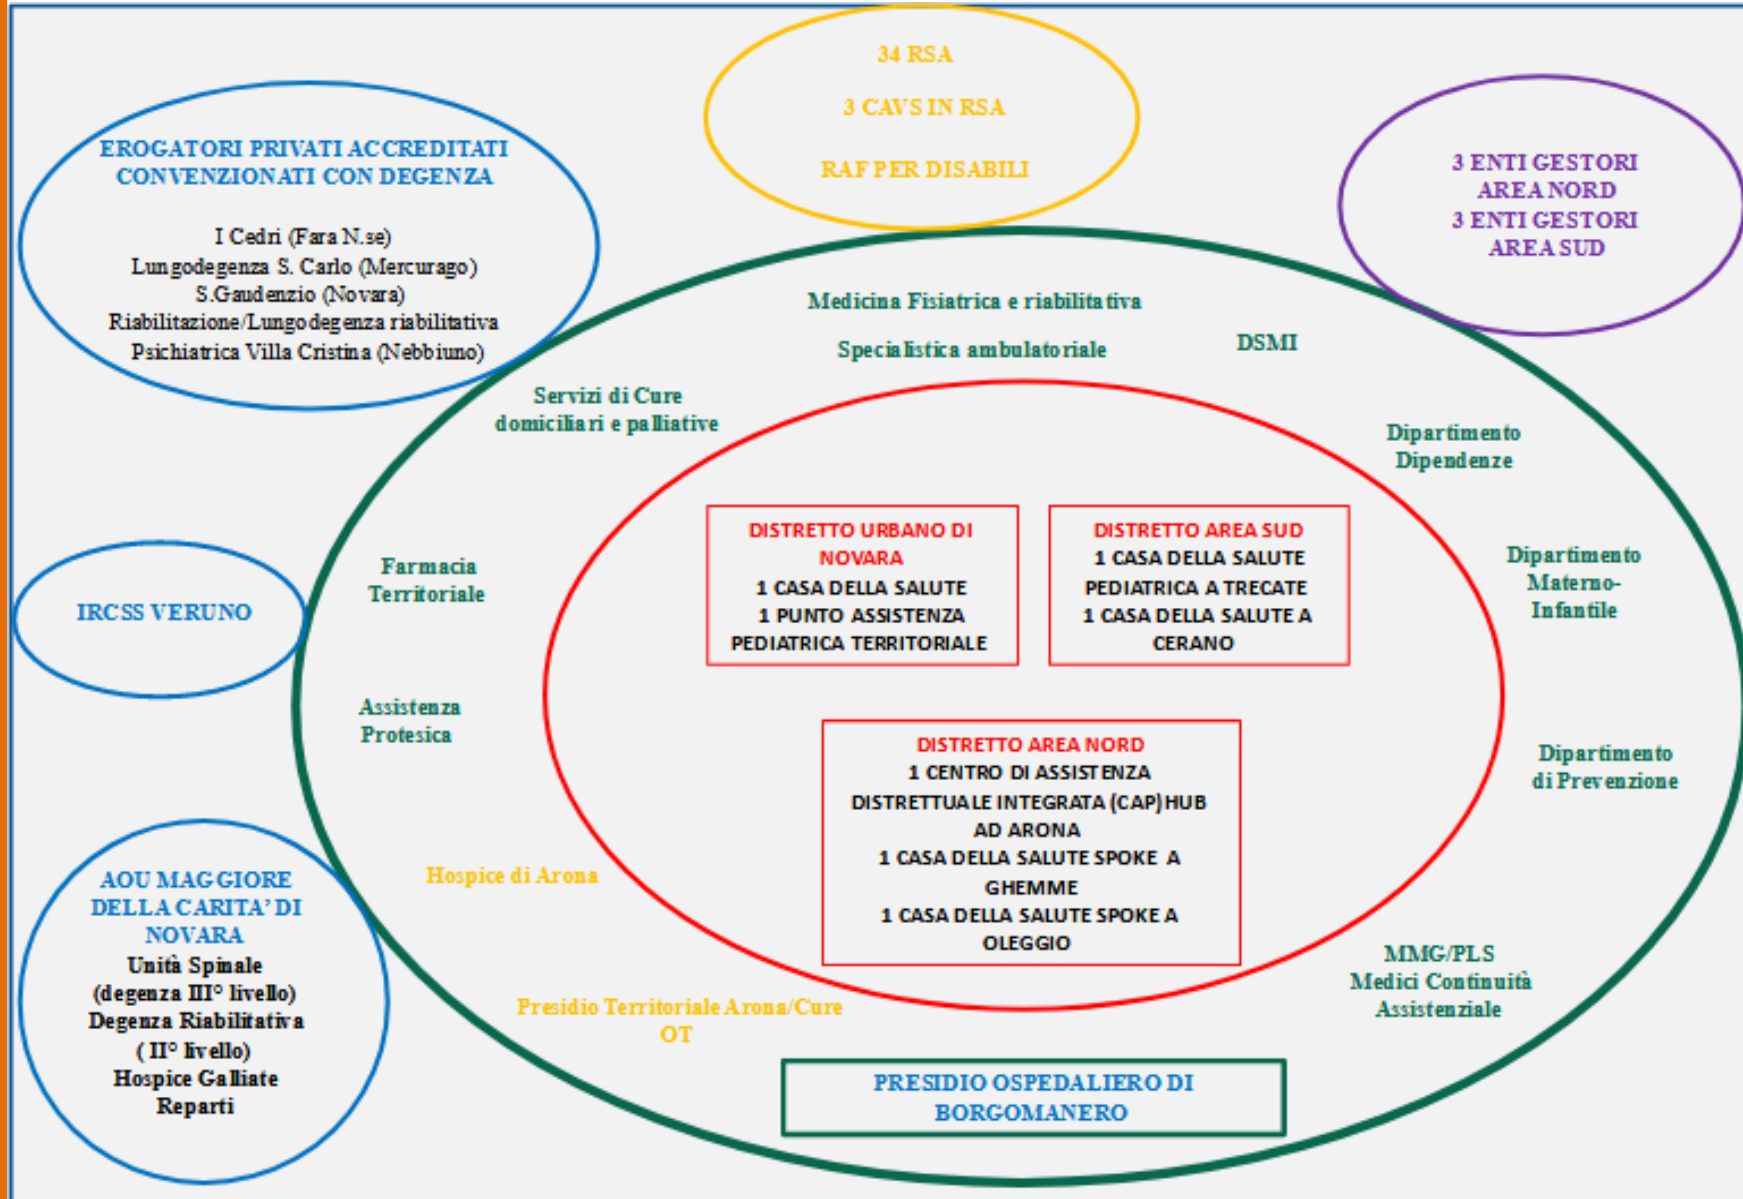 34 RSA
3 CAVS IN RSA
RAF PER DISABILI
EROGATORI PRIVATI ACCREDITATI
CONVENZIONATI CON DEGENZA
I Cedri (Fara N.se)
Lungodegenza S. Carlo (Mercurago)
S.Gaudenzio (Novara)
Riabilitazione/Lungodegenza riabilitativa
Psichiatrica Villa Cristina (Nebbiuno)
3 ENTI GESTORI
AREA NORD
3 ENTI GESTORI
AREA SUD
Medicina Fisiatrica e riabilitativa
Specialistica ambulatoriale
DSMI
Servizi di Cure
domiciliari e palliative
Dipartimento
Dipendenze
DISTRETTO URBANO DI
NOVARA
1 CASA DELLA SALUTE
1 PUNTO ASSISTENZA
PEDIATRICA TERRITORIALE
DISTRETTO AREA SUD
1 CASA DELLA SALUTE
PEDIATRICA A TRECATE
1 CASA DELLA SALUTE A
CERANO
Farmacia
Territoriale
Dipartimento
Materno-
Infantile
IRCSS VERUNO
Assistenza
Protesica
DISTRETTO AREA NORD
1 CENTRO DI ASSISTENZA
DISTRETTUALE INTEGRATA (CAP)HUB
AD ARONA
1 CASA DELLA SALUTE SPOKE A
GHEMME
1 CASA DELLA SALUTE SPOKE A
OLEGGIO
Dipartimento
di Prevenzione
Hospice di Arona
AOU MAGGIORE
DELLA CARITA’ DI
NOVARA
Unità Spinale
(degenza III° livello)
Degenza Riabilitativa
( II° livello)
Hospice Galliate
Reparti
MMG/PLS
Medici Continuità
Assistenziale
Presidio Territoriale Arona/Cure
OT
PRESIDIO OSPEDALIERO DI
BORGOMANERO